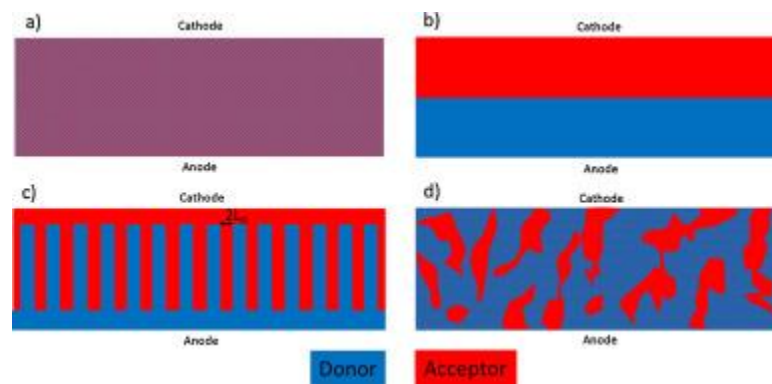 a)
Cathode
Anode
b)
Cathode
Anode
c)
Cathode
Anode
d)
Cathode
Anode
Donor
Acceptor